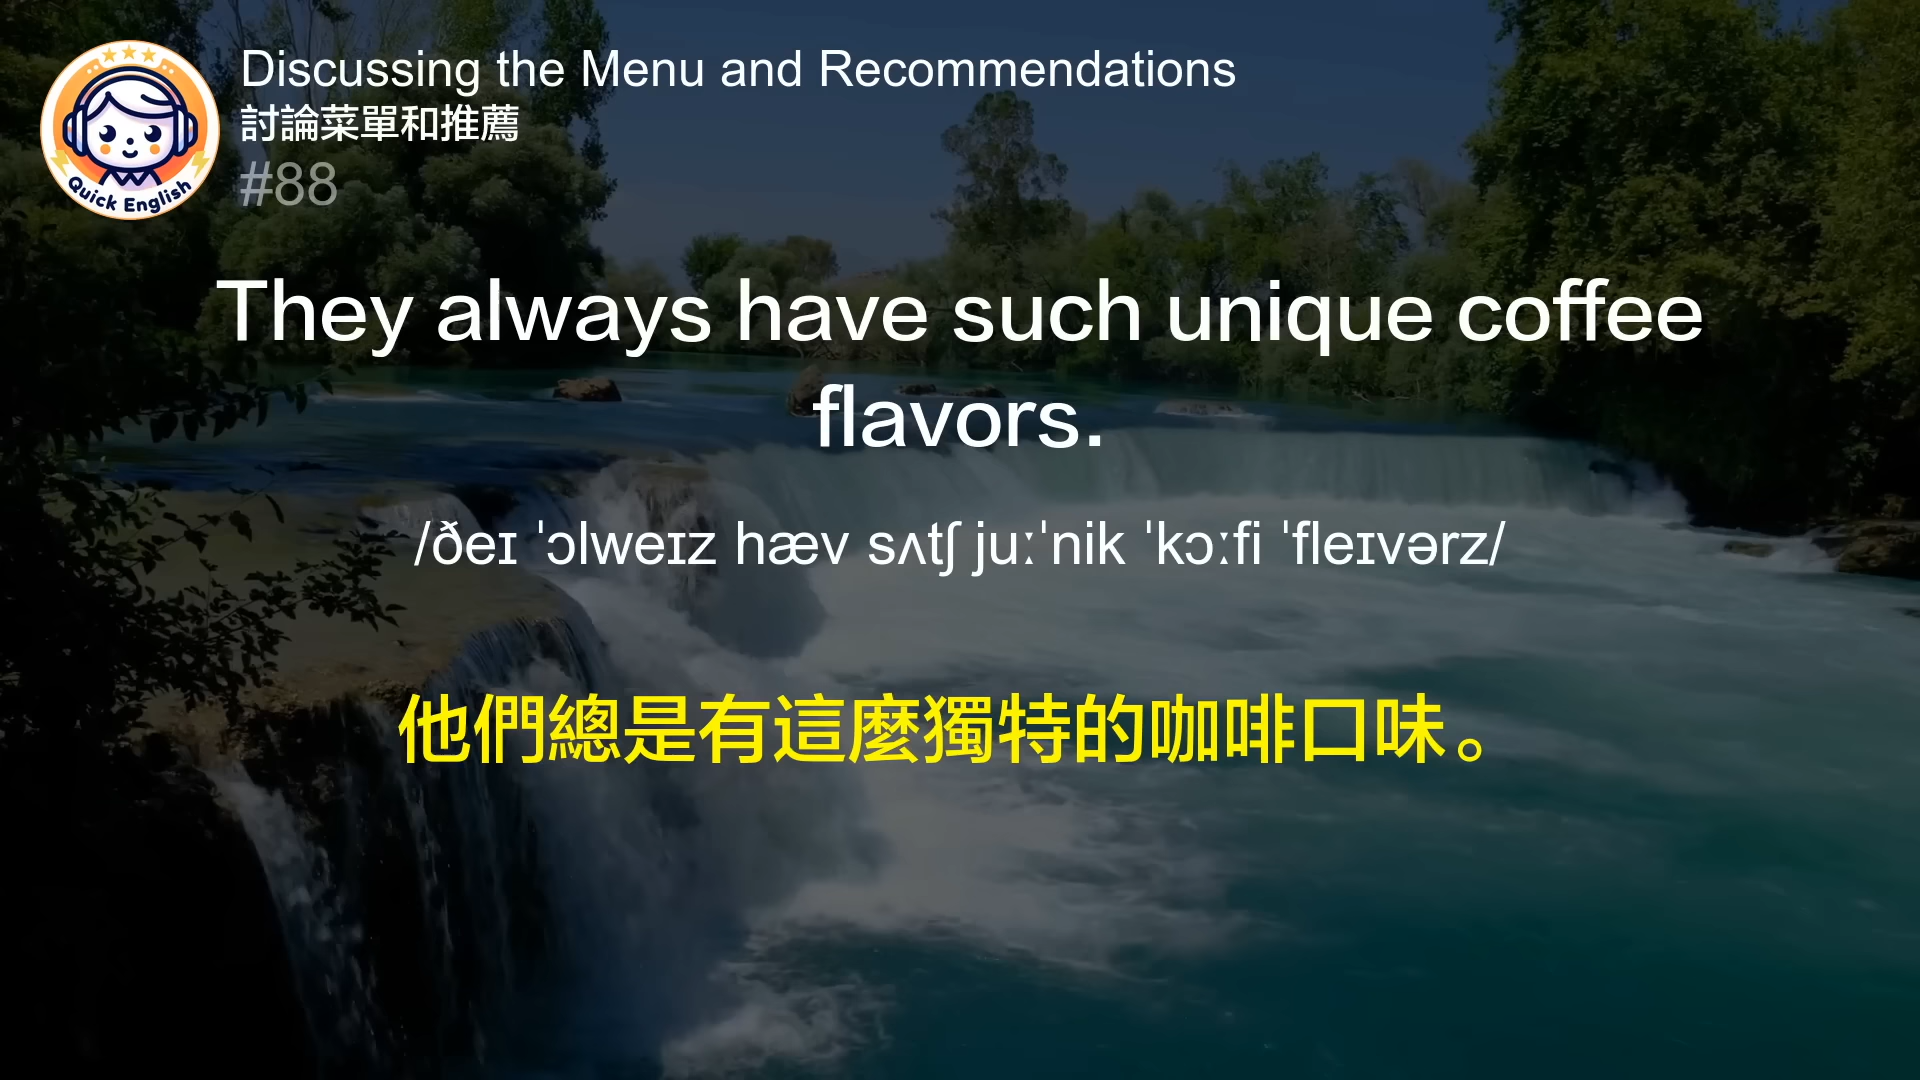 Discussing the Menu and Recommendations
討論菜單和推薦
#88
Quick English
They always have such unique coffee
flavors.
/ðeɪ ˈɔlweɪz hæv sʌtʃ juːˈnik ˈkɔːfi ˈfleɪvərz/
他們總是有這麼獨特的咖啡口味。